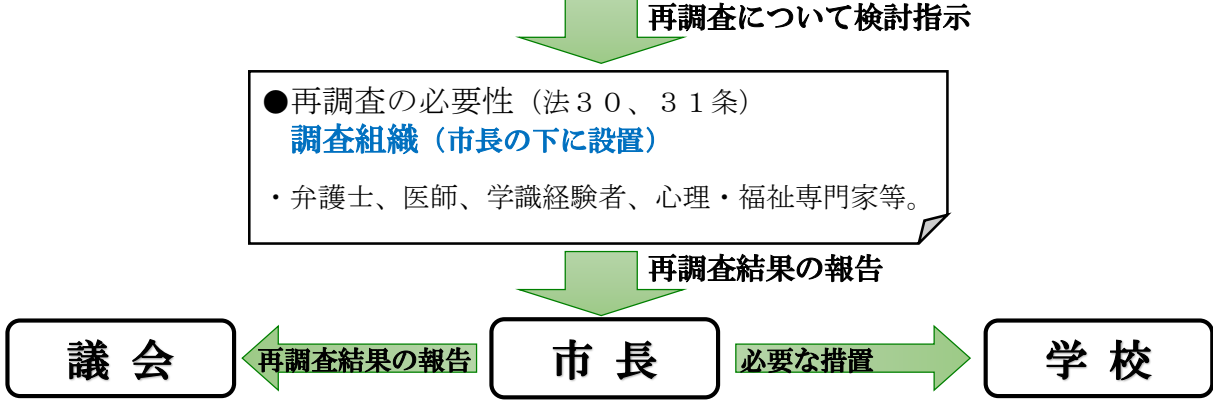 再調査について検討指示
●再調査の必要性（法３０、３１条）
調査組織（市長の下に設置）
・弁護士、医師、学識経験者、心理・福祉専門家等。
再調査結果の報告
議 会
再調査結果の報告
市 長
必要な措置
学 校